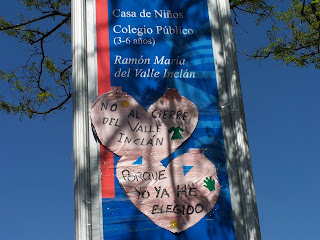 Casa de Niños
Colegio Público
(3-6 años)
Ramón María
del Valle Inclán
NO AL CIERRE
DEL VALLE
INCLÁN
PORQUE
YO YA HE
ELEGIDO